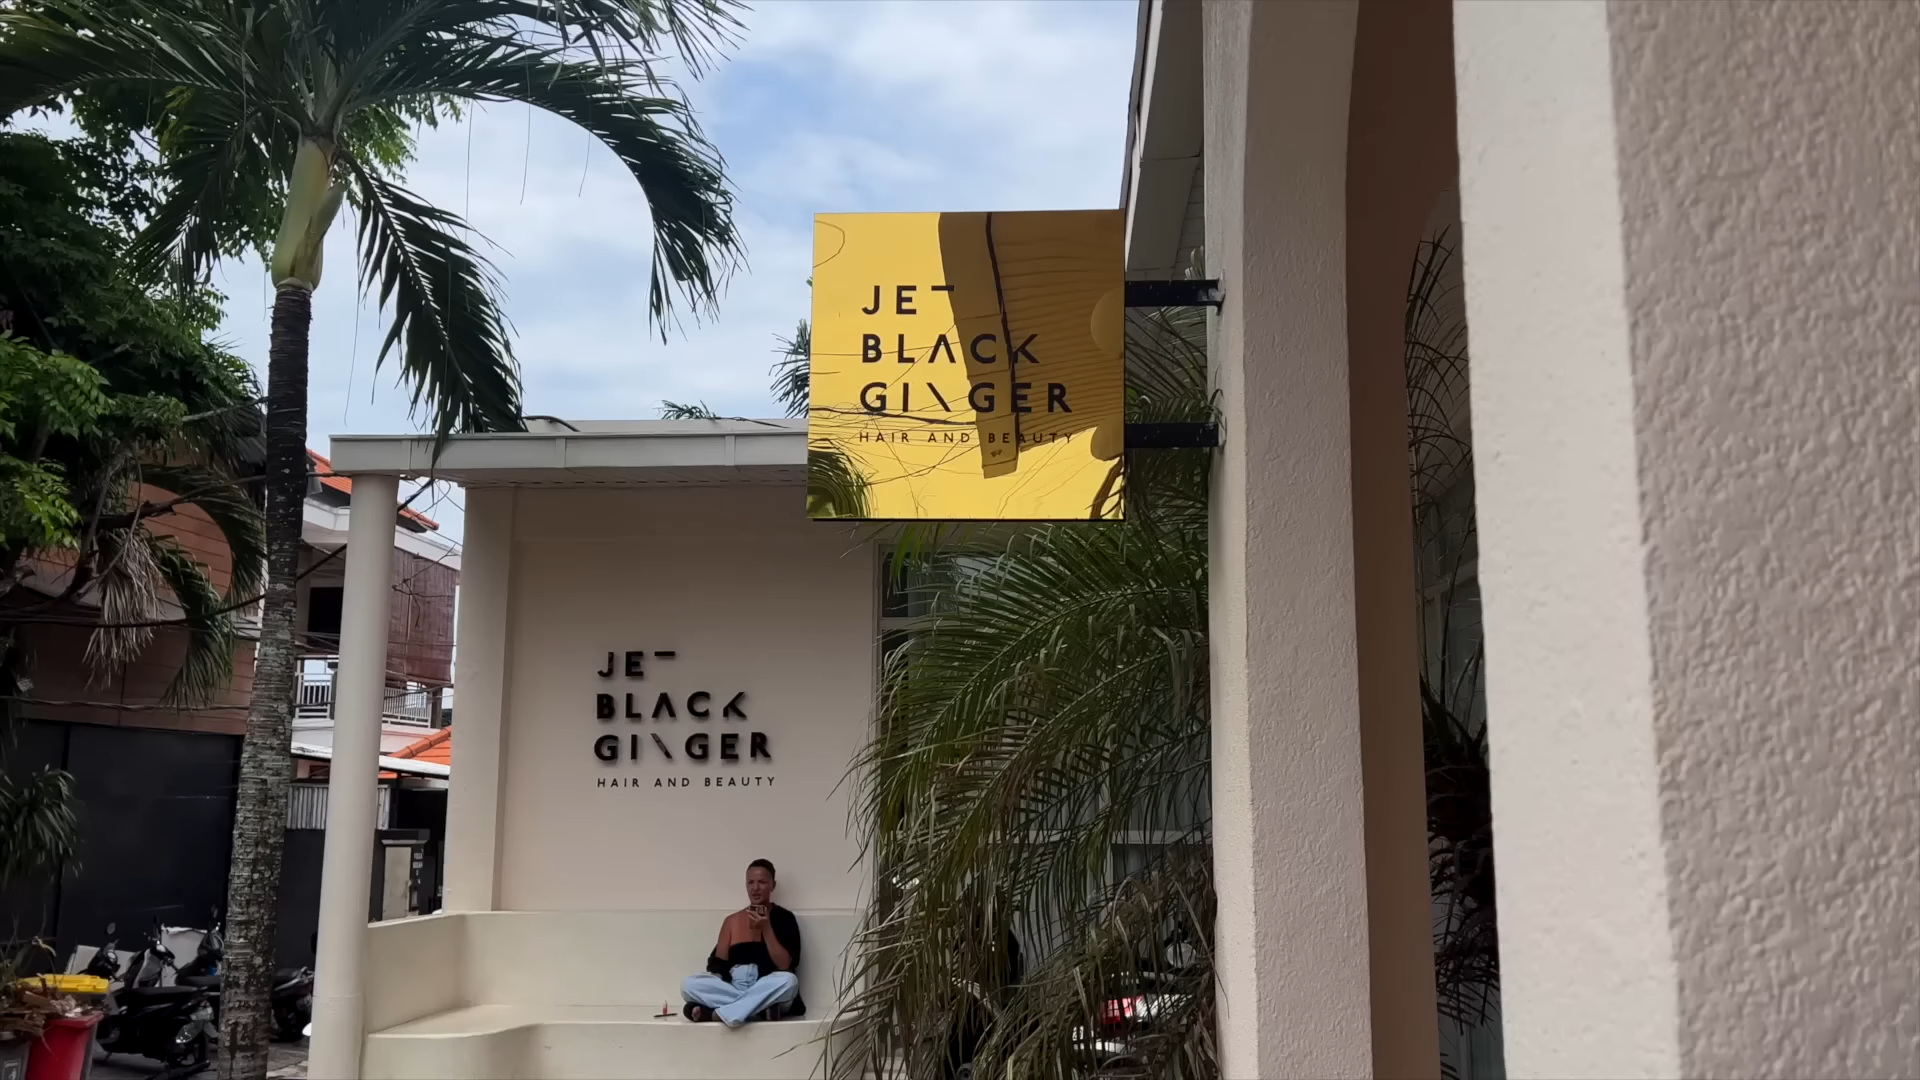 JET
BLACK
GINGER
HAIR AND BEAUTY
JET
BLACK
GINGER
HAIR AND BEAUTY